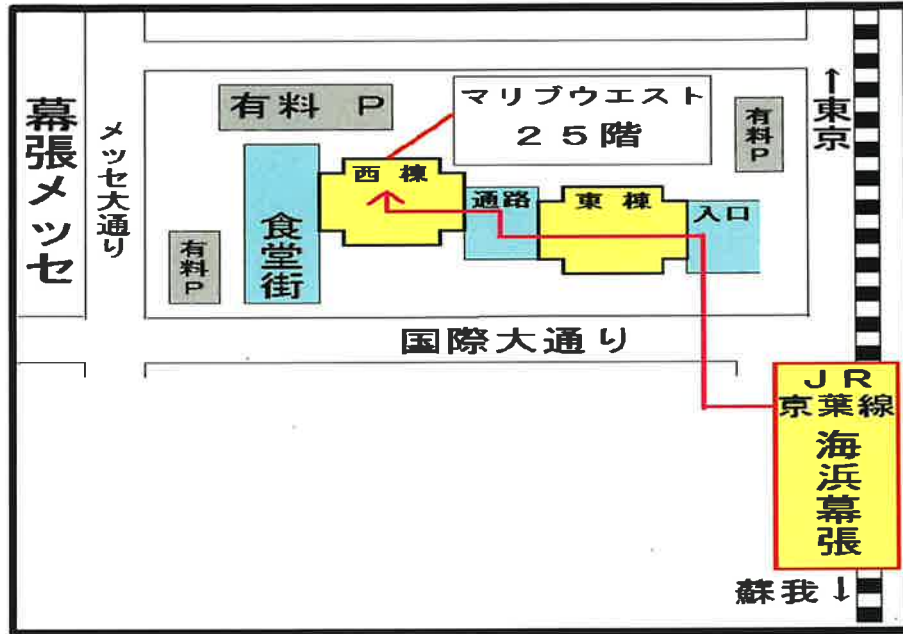 幕張メッセ
メッセ大通り
有料 P
マリブウエスト
25階
有料P
↑東京
西棟
通路
東棟
入口
食堂街
有料P
国際大通り
JR
京葉線
海浜幕張
蘇我↓